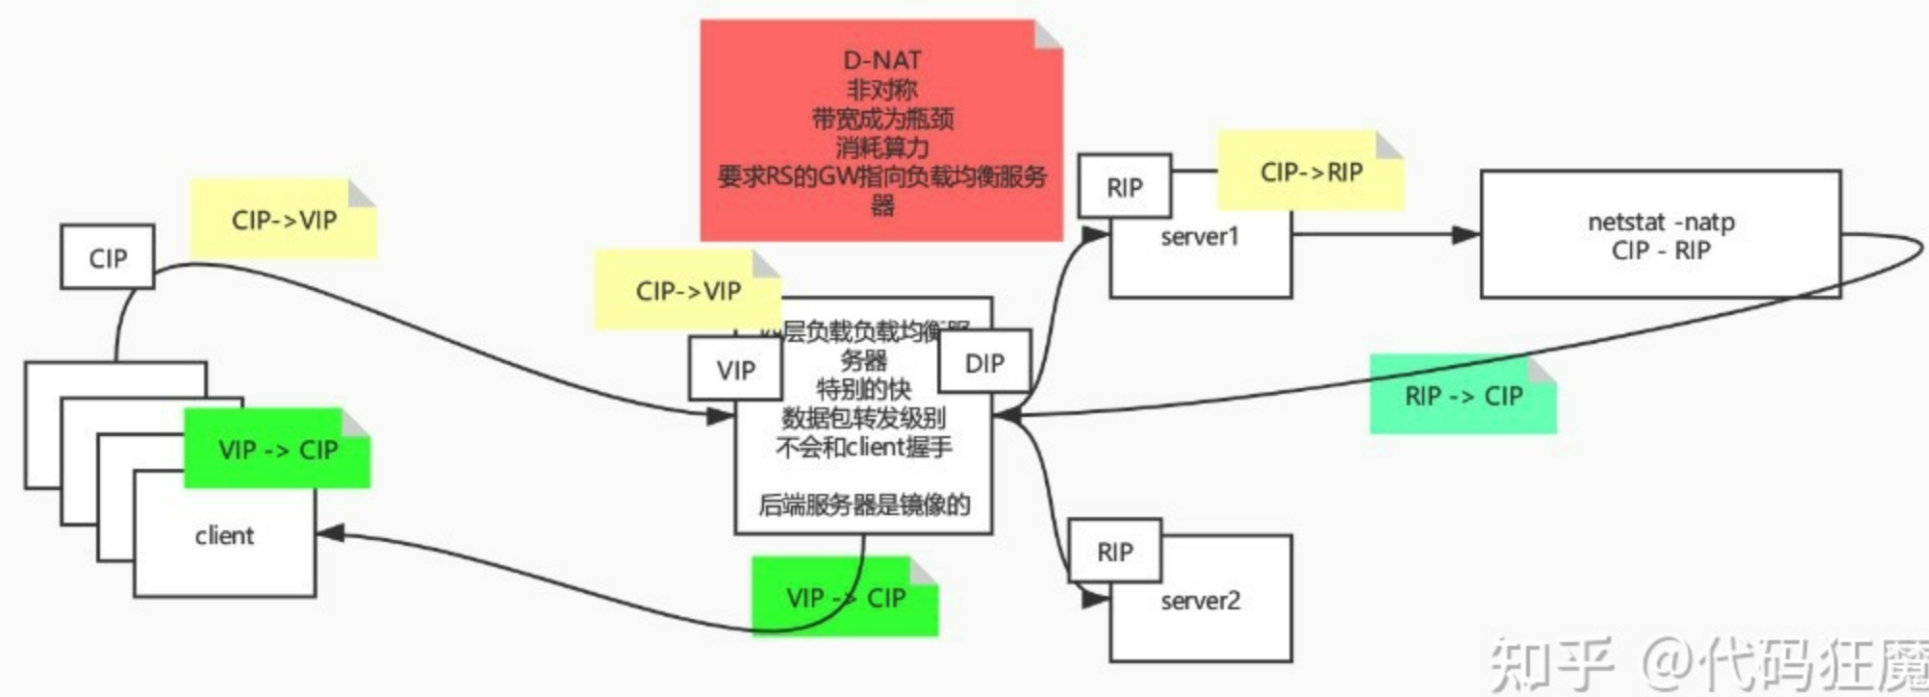 D-NAT
非对称
带宽成为瓶颈
消耗算力
要求RS的GW指向负载均衡服务
器
CIP
CIP->VIP
CIP->VIP
VIP
层负载负载均衡服
务器
特别的快
数据包转发级别
不会和client握手
后端服务器是镜像的
DIP
RIP
CIP->RIP
server1
netstat -natp
CIP - RIP
RIP -> CIP
VIP -> CIP
client
VIP -> CIP
RIP
server2
知乎 @代码狂魔